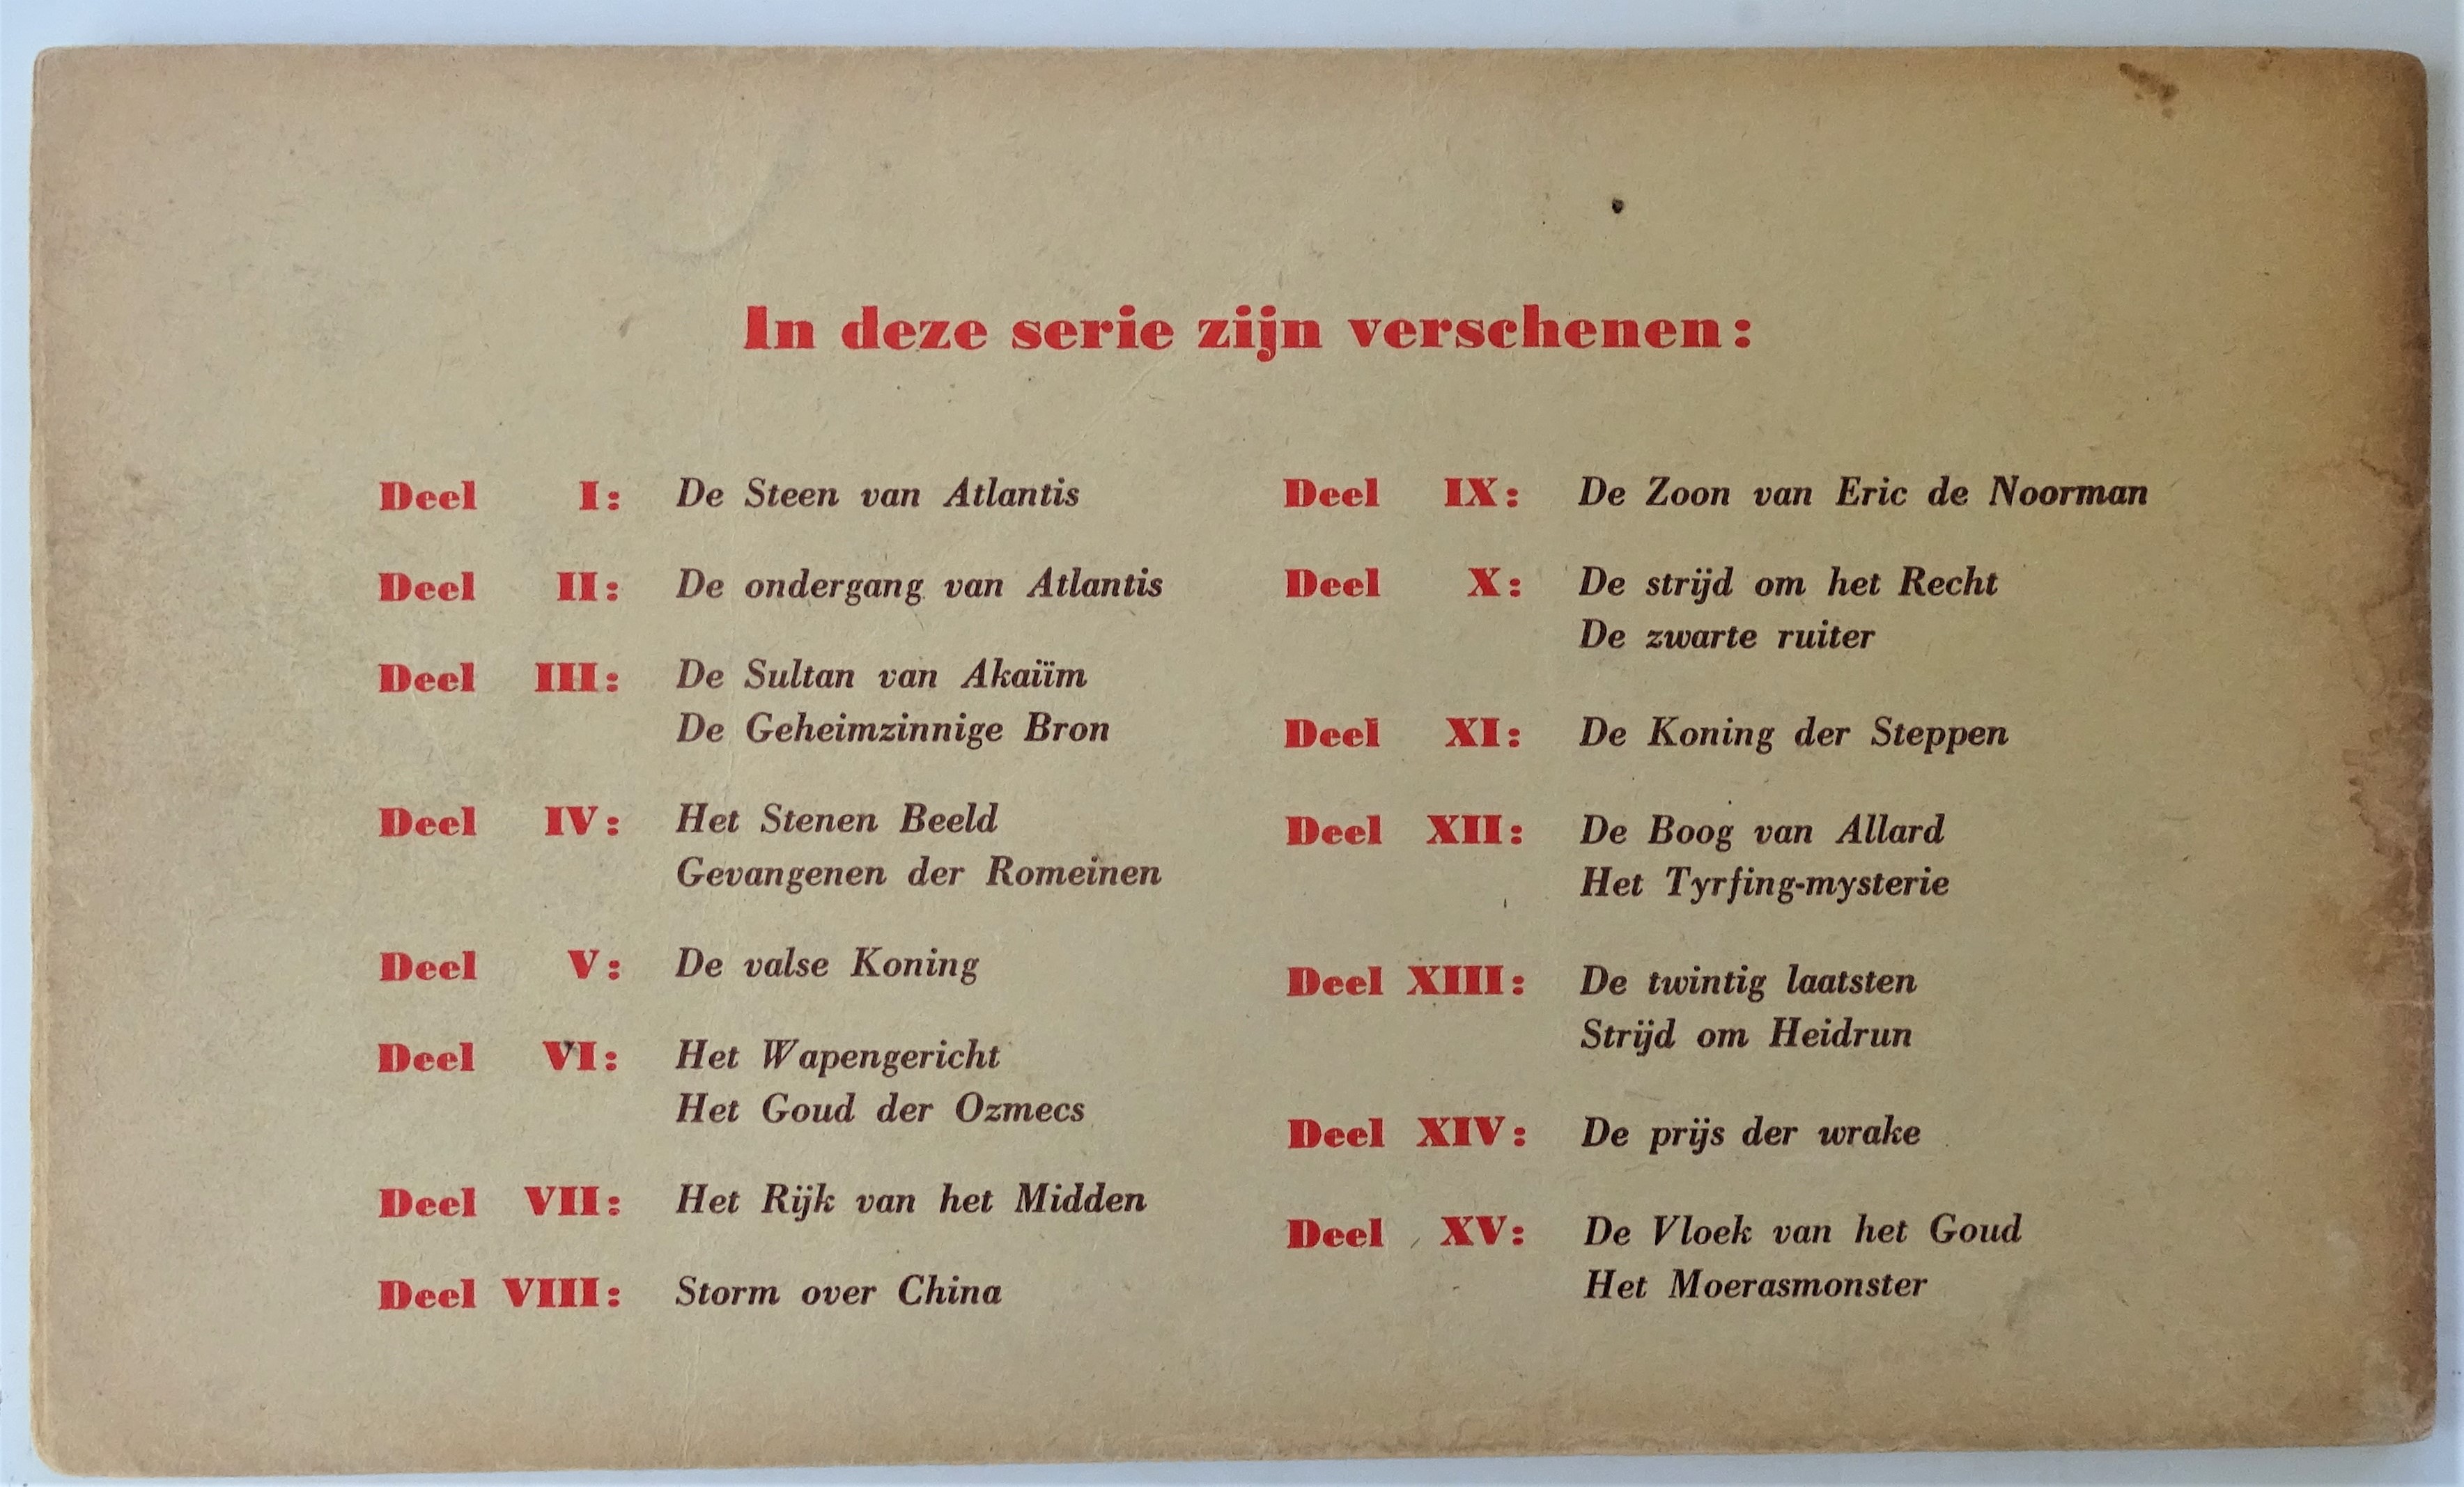 In deze serie zijn verschenen:
Deel I: De Steen van Atlantis
Deel II: De ondergang van Atlantis
Deel III: De Sultan van Akaïim
De Geheimzinnige Bron
Deel IV: Het Stenen Beeld
Gevangenen der Romeinen
Deel V: De valse Koning
Deel VI: Het Wapengericht
Het Goud der Ozmecs
Deel VII: Het Rijk van het Midden
Deel VIII: Storm over China
Deel IX: De Zoon van Eric de Noorman
Deel X: De strijd om het Recht
De zwarte ruiter
Deel XI: De Koning der Steppen
Deel XII: De Boog van Allard
Het Tyrfing-mysterie
Deel XIII: De twintig laatsten
Strijd om Heidrun
Deel XIV: De prijs der wrake
Deel XV: De Vloek van het Goud
Het Moerasmonster